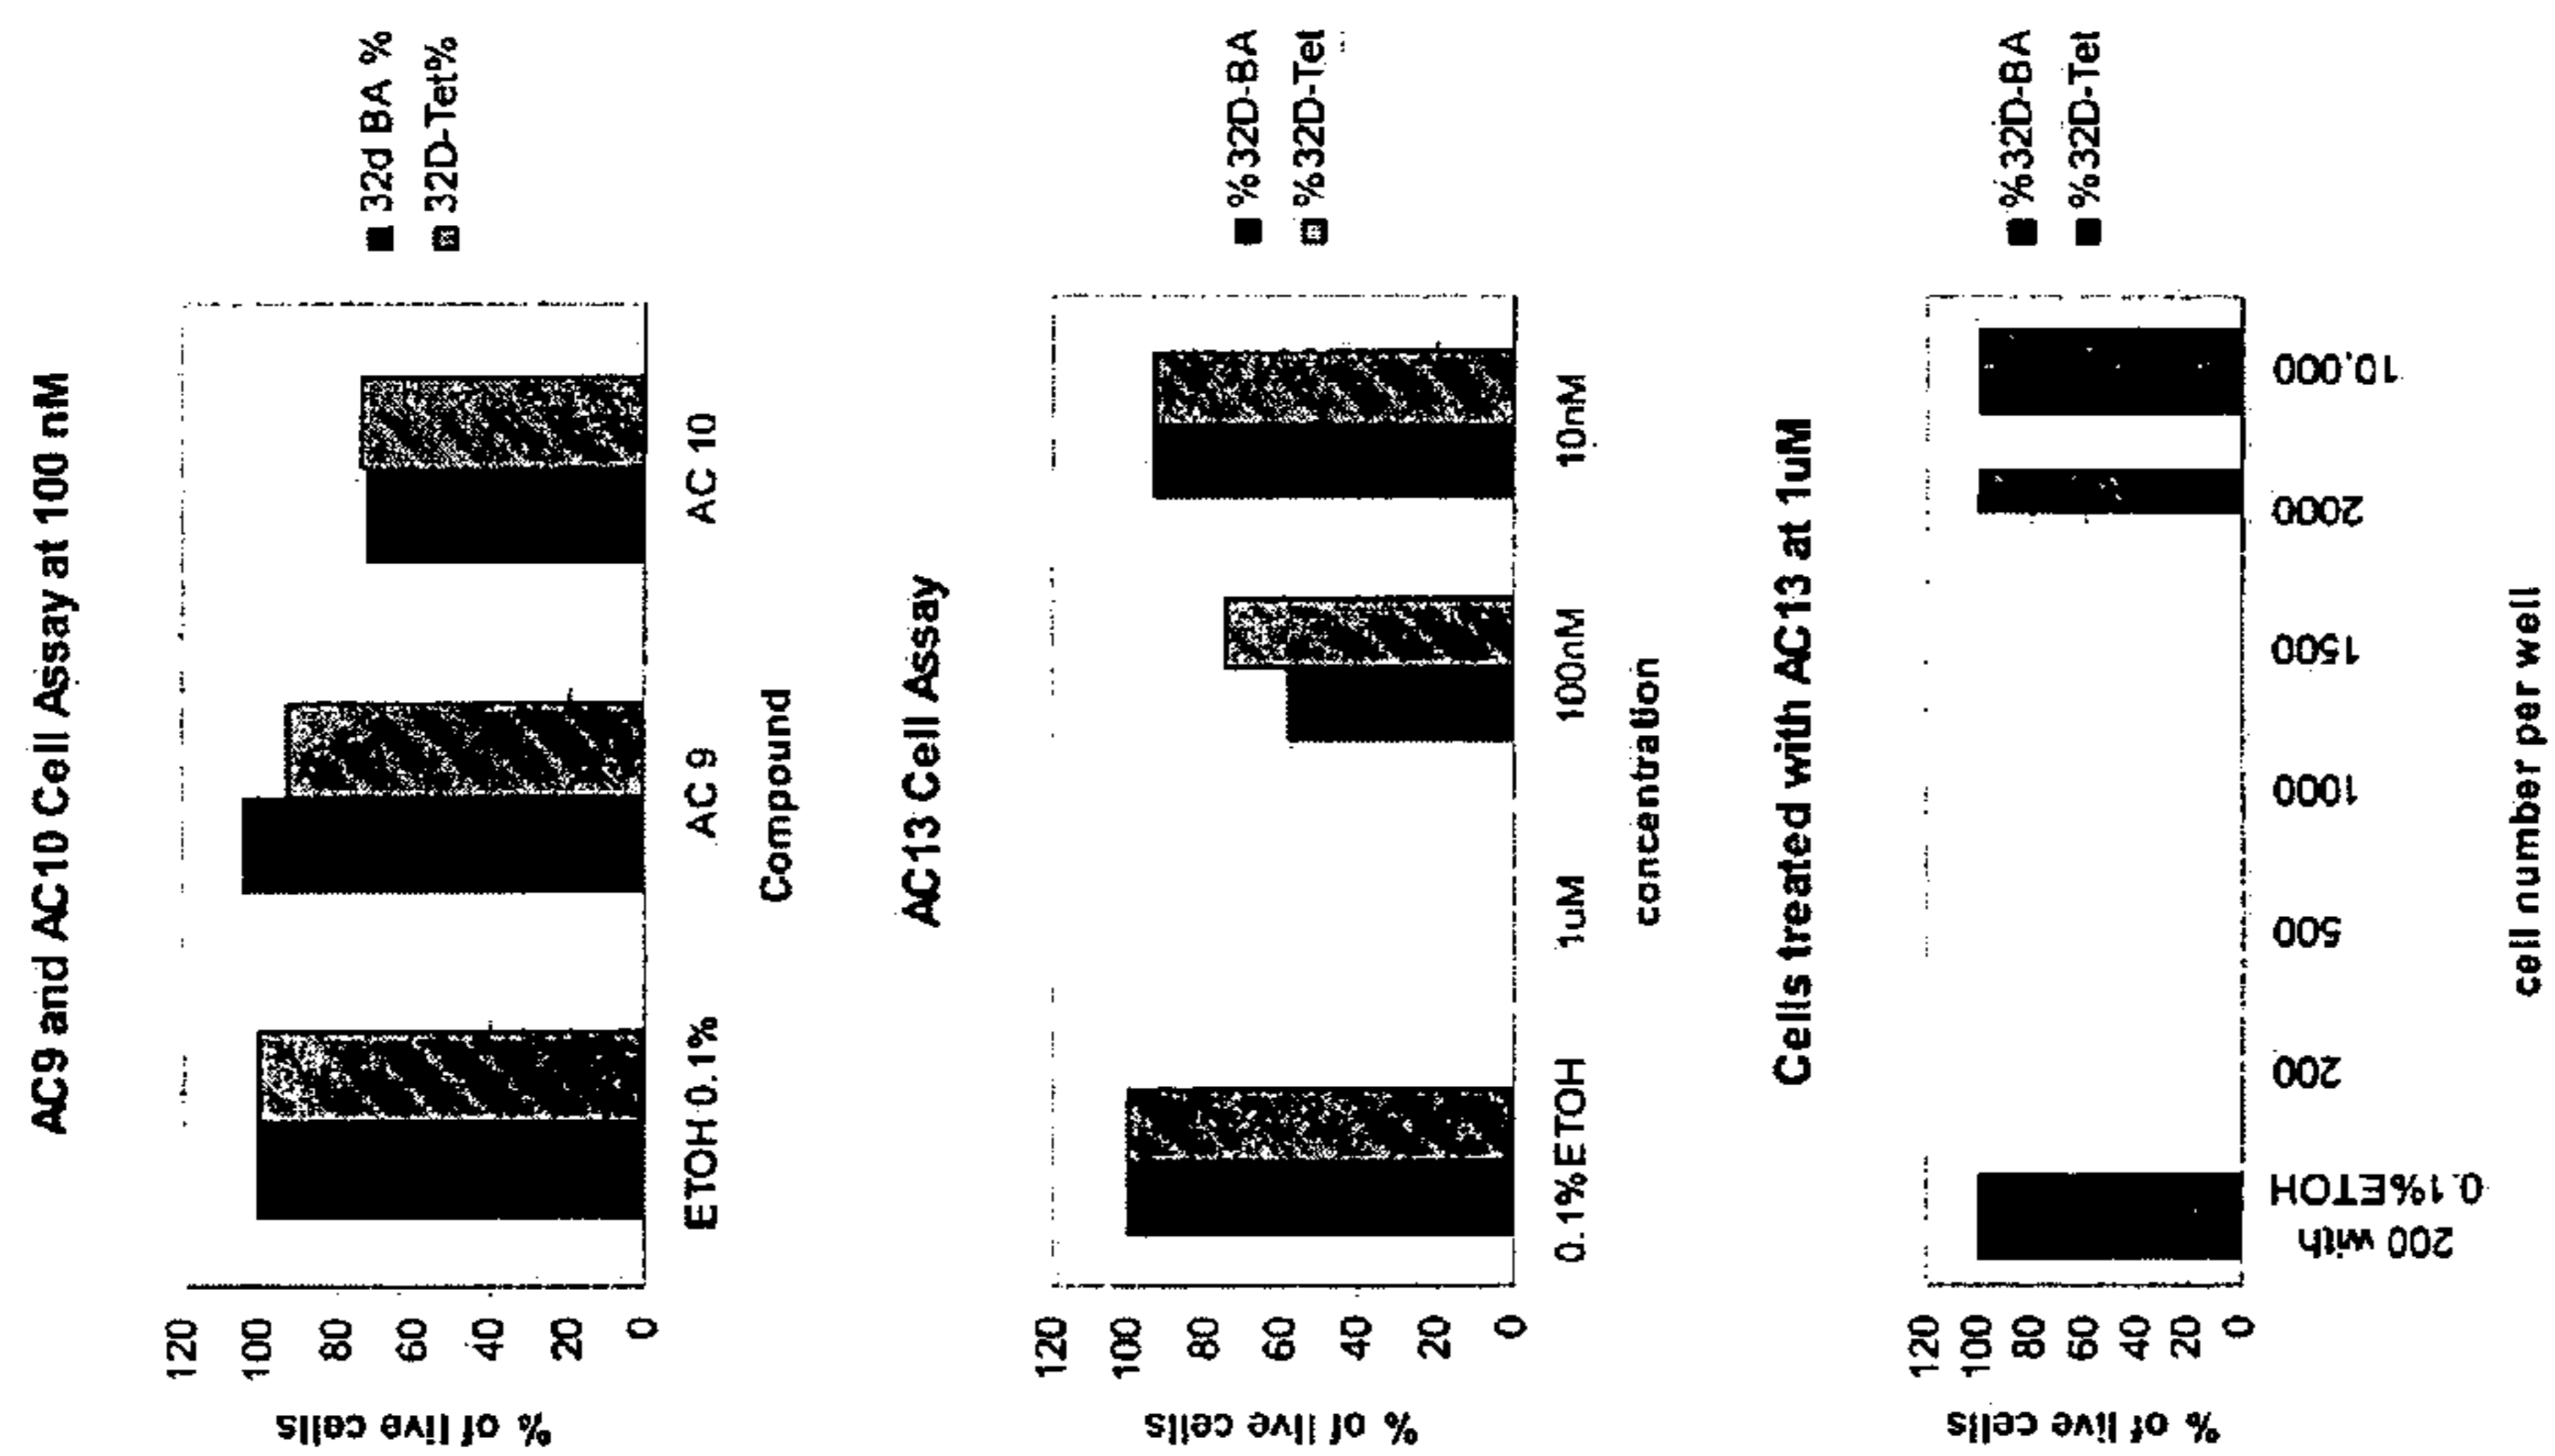 AC9 and AC10 Cell Assay at 100 nM
% of live cells
120
100
80
60
40
20
0
ETOH 0.1%
AC 9
AC 10
Compound
32d BA %
32D-Tet%
AC13 Cell Assay
% of live cells
120
100
80
60
40
20
0
0.1%ETOH
1uM
100nM
10nM
concentration
%32D-BA
%32D-Tet
Cells treated with AC13 at 1uM
% of live cells
120
100
80
60
40
20
0
200 with
0.1%ETOH
200
500
1000
1500
2000
10,000
cell number per well
%32D-BA
%32D-Tet